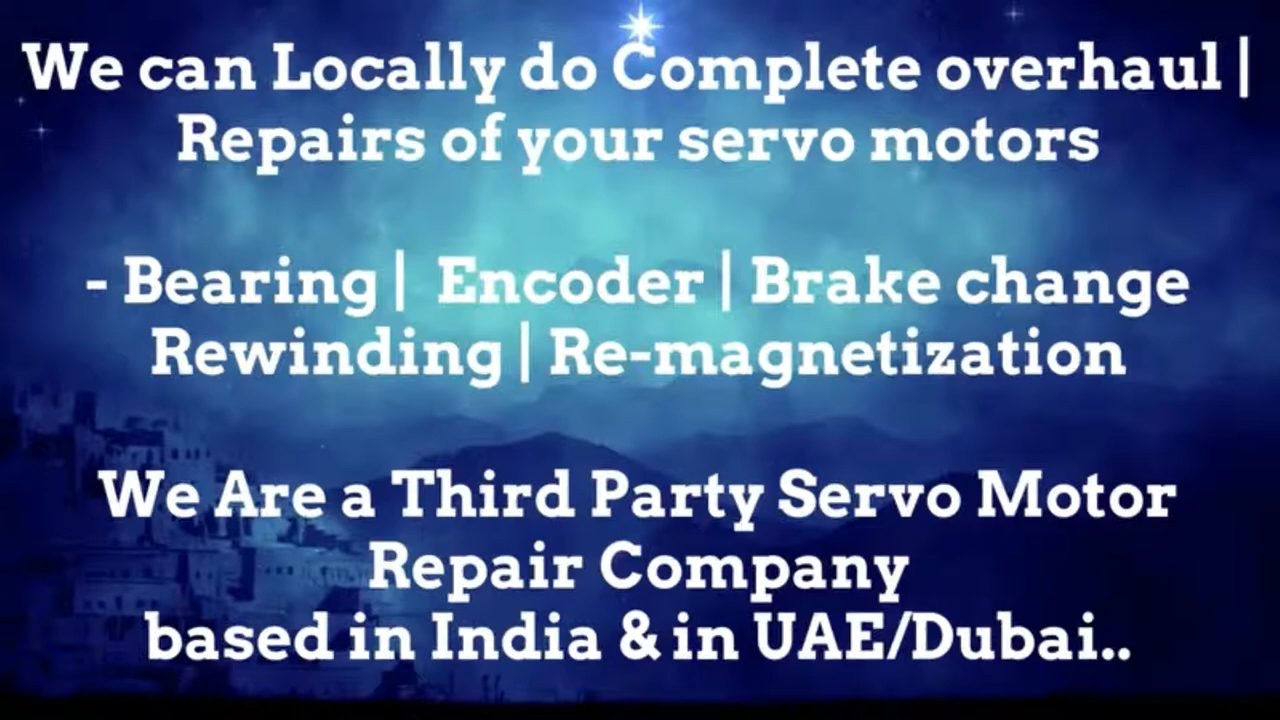 We can Locally do Complete overhaul |
Repairs of your servo motors
- Bearing | Encoder | Brake change
Rewinding | Re-magnetization
We Are a Third Party Servo Motor
Repair Company
based in India & in UAE/Dubai..